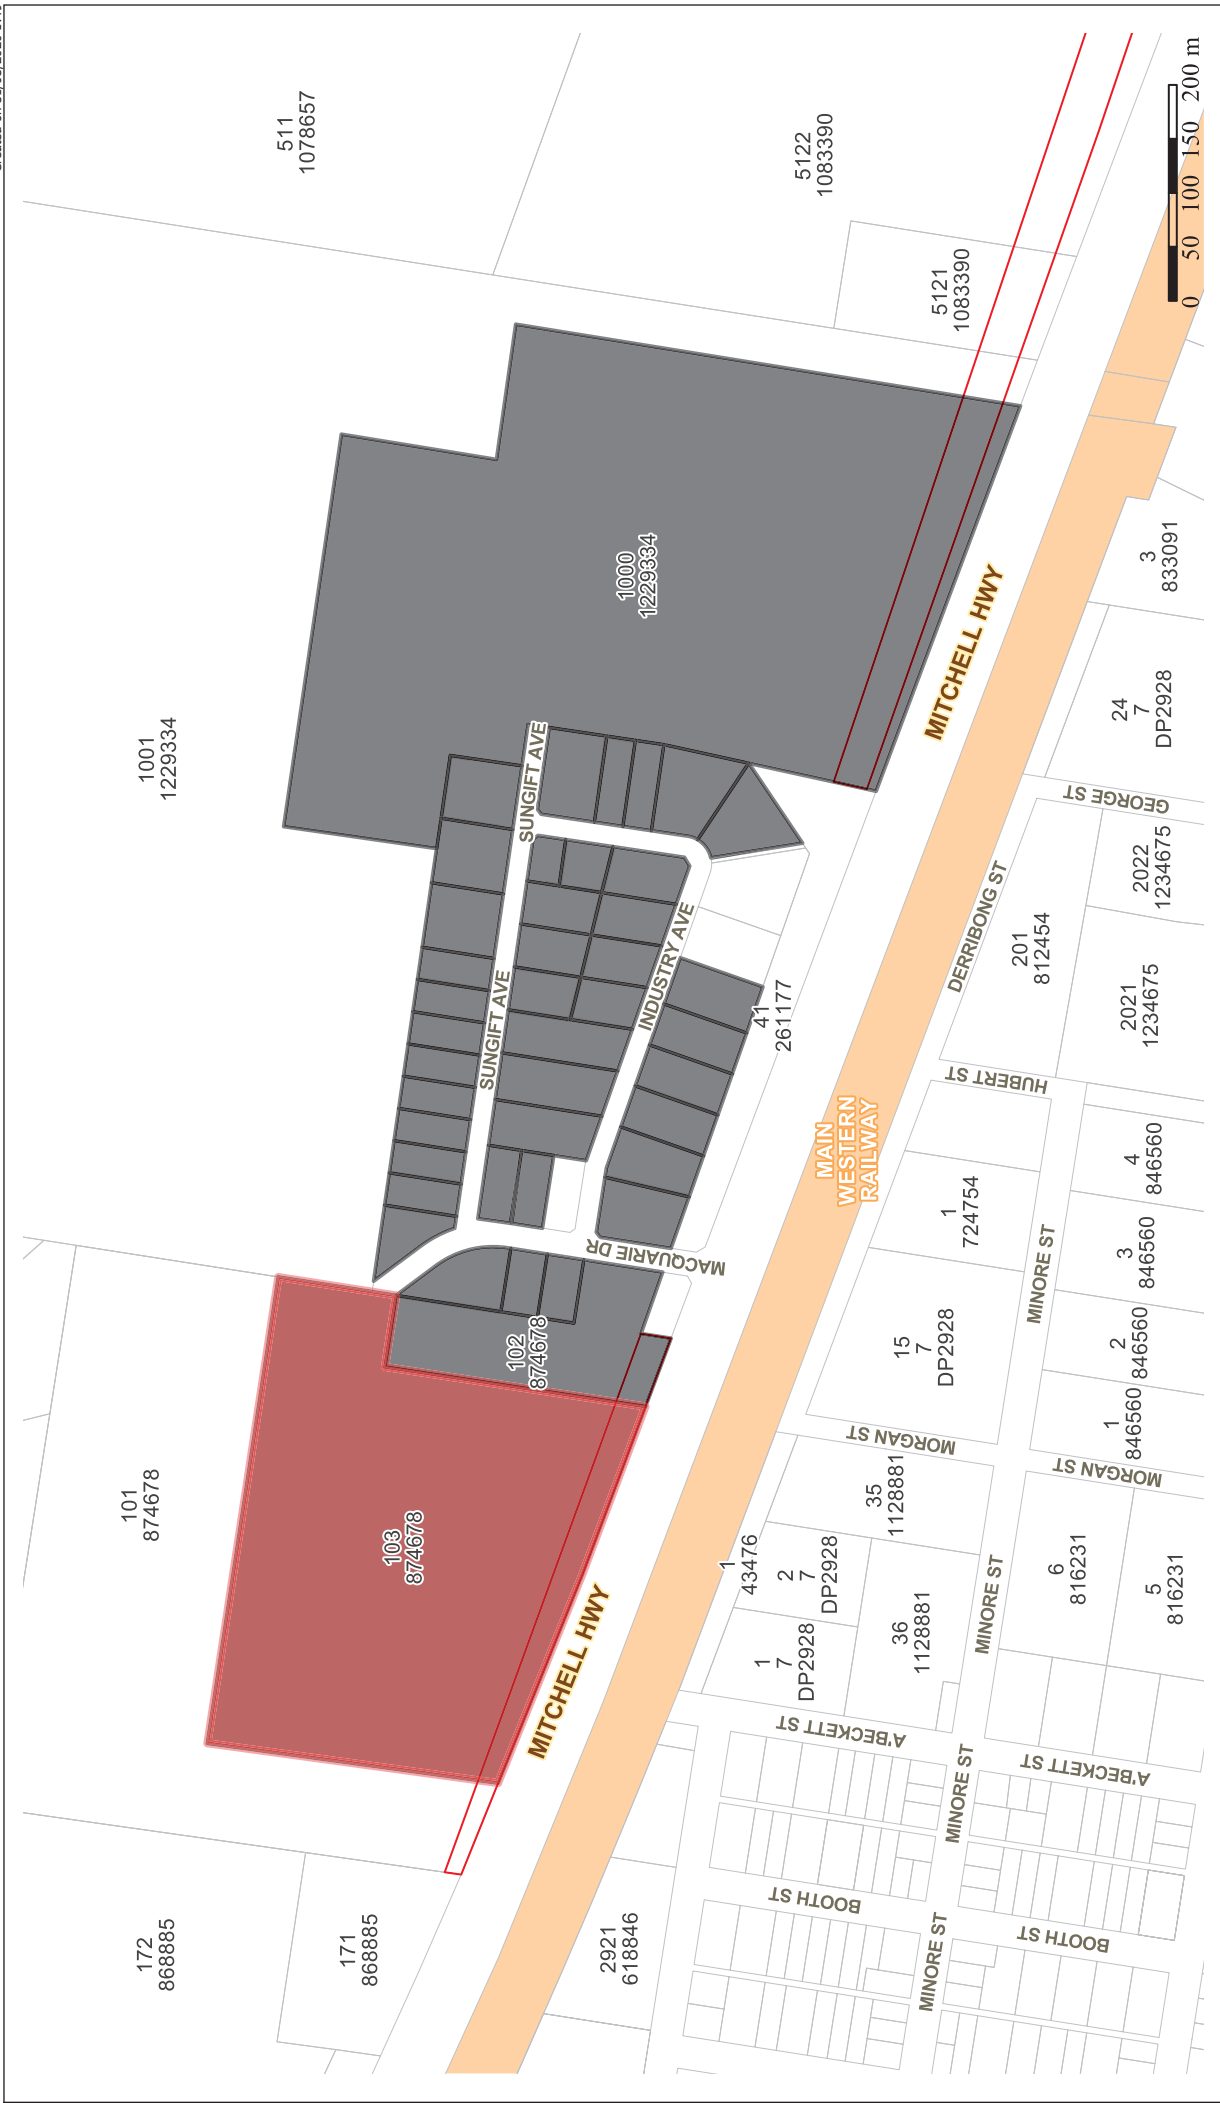 511
1078657
5122
1083390
5121
1083390
1001
1229334
1000
1229334
SUNGIFT AVE
SUNGIFT AVE
INDUSTRY AVE
MACQUARIE DR
41
261177
102
874678
101
874678
103
874678
MITCHELL HWY
MITCHELL HWY
MAIN
WESTERN
RAILWAY
172
868885
171
868885
2921
618846
1
43476
2
7
DP2928
1
7
DP2928
35
1128881
36
1128881
15
7
DP2928
1
724754
201
812454
2022
1234675
2021
1234675
24
7
DP2928
3
833091
4
846560
3
846560
2
846560
1
846560
6
816231
5
816231
GEORGE ST
DERRIBONG ST
HUBERT ST
MINORE ST
MORGAN ST
MORGAN ST
MINORE ST
A'BECKETT ST
A'BECKETT ST
MINORE ST
BOOTH ST
BOOTH ST
MINORE ST
0 50 100 150 200 m